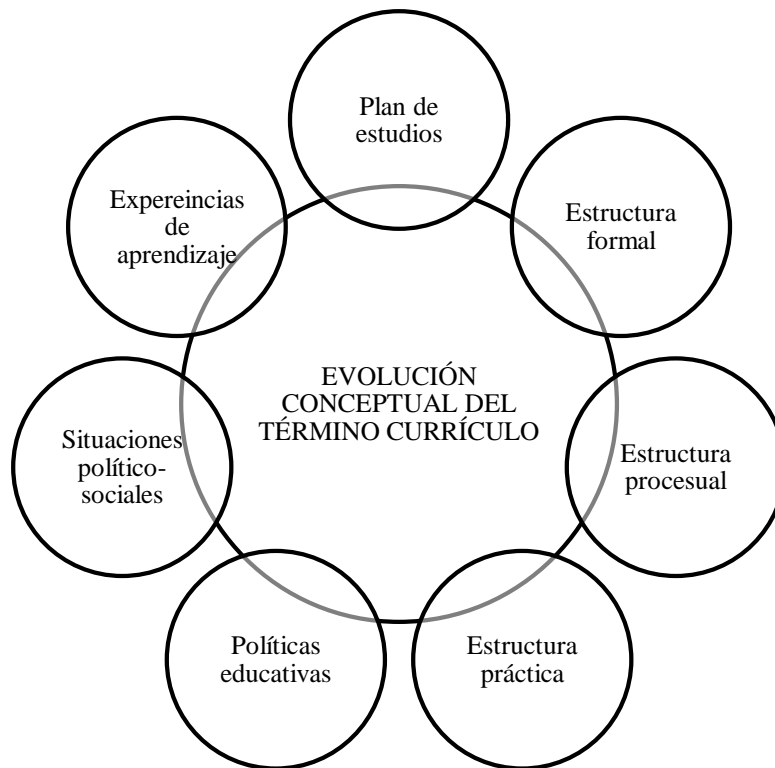 Plan de
estudios
Estructura
formal
Estructura
procesual
Estructura
práctica
Políticas
educativas
Situaciones
político-
sociales
Expereincias
de
aprendizaje
EVOLUCIÓN
CONCEPTUAL DEL
TÉRMINO CURRÍCULO